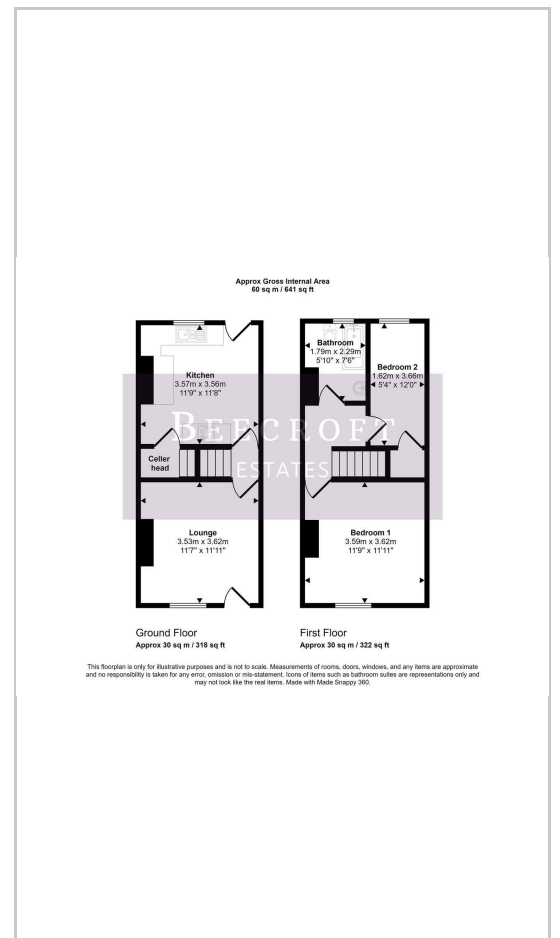 Approx Gross Internal Area
60 sq m / 641 sq ft
Kitchen
3.57m x 3.56m
11'9" x 11'8"
Celler
head
Lounge
3.53m x 3.62m
11'7" x 11'11"
Bathroom
1.79m x 2.29m
5'10" x 7'6"
Bedroom 2
1.62m x 3.66m
5'4" x 12'0"
Bedroom 1
3.59m x 3.62m
11'9" x 11'11"
BEECROFT
ESTATES
Ground Floor
Approx 30 sq m / 318 sq ft
First Floor
Approx 30 sq m / 322 sq ft
This floorplan is only for illustrative purposes and is not to scale. Measurements of rooms, doors, windows, and any items are approximate
and no responsibility is taken for any error, omission or mis-statement. Icons of items such as bathroom suites are representations only and
may not look like the real items. Made with Made Snappy 360.